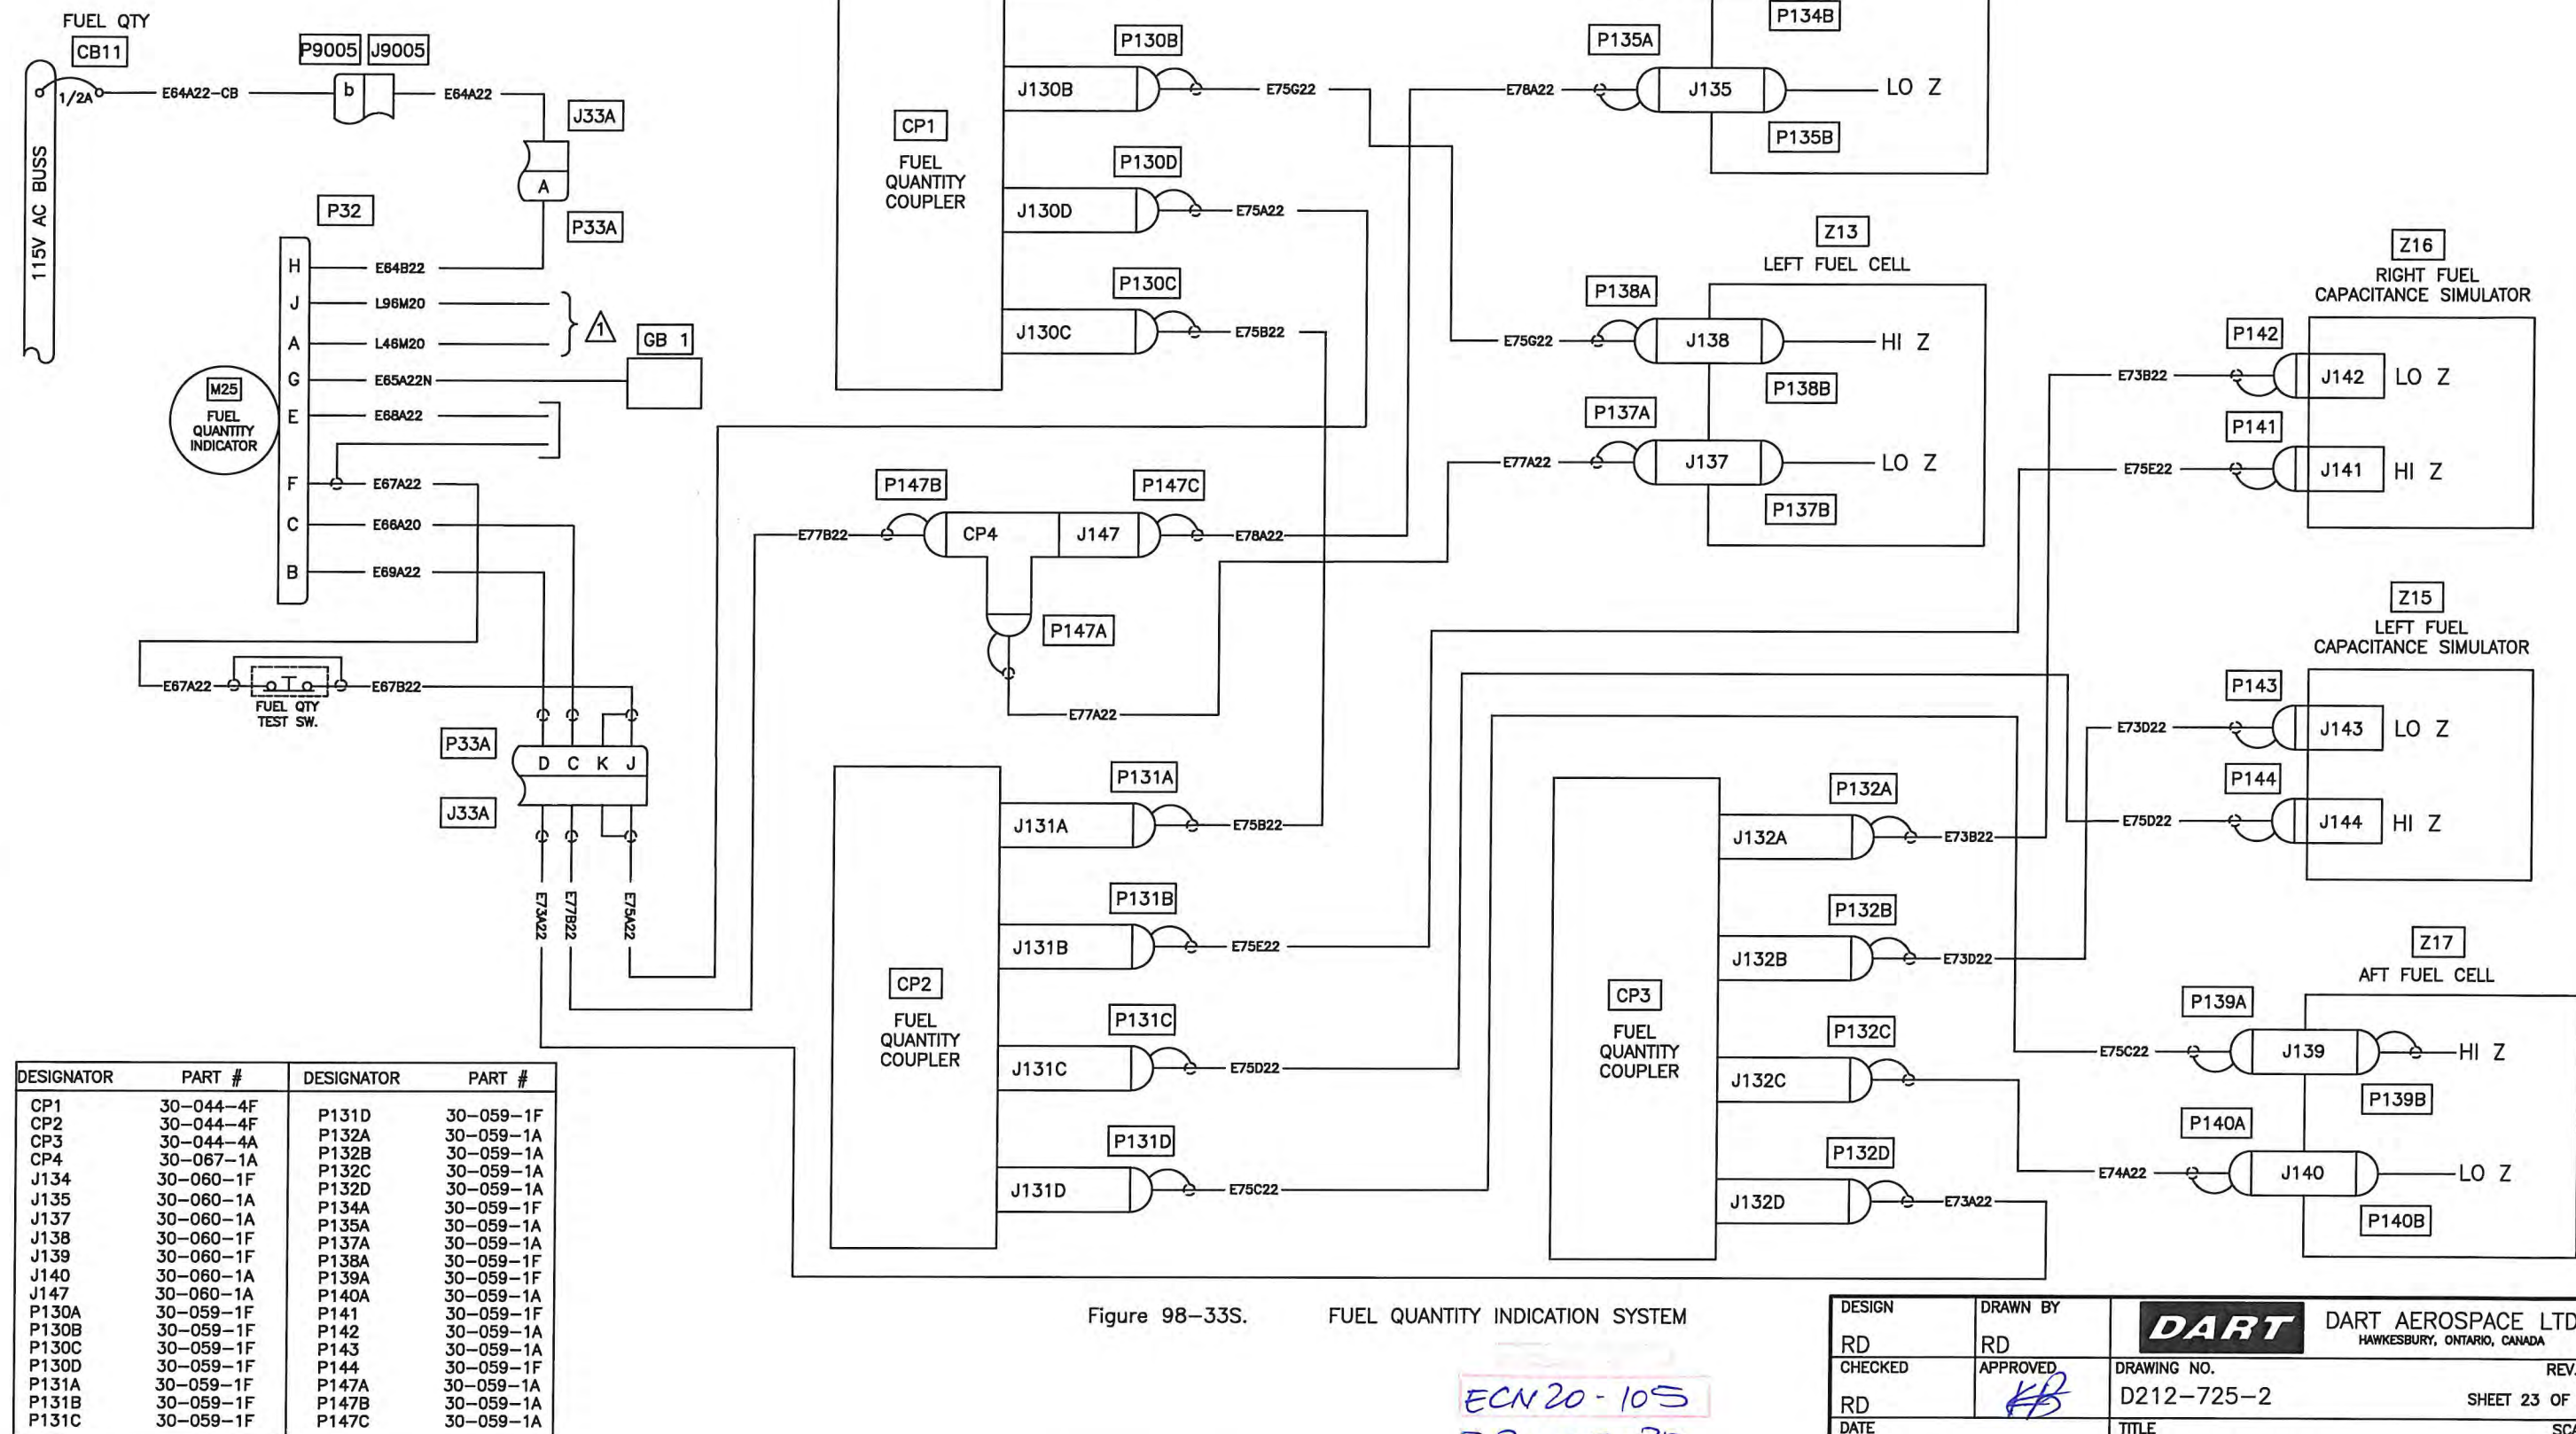 FUEL QTY
CB11
P9005 J9005
1/2A E64A22-CB b E64A22
115V AC BUSS
J33A
A
P33A
P32
H E64B22
J L96M20
A L46M20
1
GB 1
G E65A22N
E E68A22
F E67A22
C E66A20
B E69A22
M25
FUEL
QUANTITY
INDICATOR
E67A22 E67B22
FUEL QTY
TEST SW.
P33A
D C K J
J33A
E73A22 E77B22 E75A22
CP1
FUEL
QUANTITY
COUPLER
P130B
J130B E75G22
P130D
J130D E75A22
P130C
J130C E75B22
P134B
P135A
E78A22 J135 LO Z
P135B
Z13
LEFT FUEL CELL
P138A
E75G22 J138 HI Z
P138B
P137A
E77A22 J137 LO Z
P137B
P147B P147C
E77B22 CP4 J147 E78A22
P147A
E77A22
Z16
RIGHT FUEL
CAPACITANCE SIMULATOR
P142
E73B22 J142 LO Z
P141
E75E22 J141 HI Z
Z15
LEFT FUEL
CAPACITANCE SIMULATOR
P143
E73D22 J143 LO Z
P144
E75D22 J144 HI Z
Z17
AFT FUEL CELL
P139A
E75C22 J139 HI Z
P139B
P140A
E74A22 J140 LO Z
P140B
CP2
FUEL
QUANTITY
COUPLER
P131A
J131A E75B22
P131B
J131B E75E22
P131C
J131C E75D22
P131D
J131D E75C22
CP3
FUEL
QUANTITY
COUPLER
P132A
J132A E73B22
P132B
J132B E73D22
P132C
J132C
P132D
J132D E73A22
DESIGNATOR PART # DESIGNATOR PART #
CP1 30-044-4F P131D 30-059-1F
CP2 30-044-4F P132A 30-059-1A
CP3 30-044-4A P132B 30-059-1A
CP4 30-067-1A P132C 30-059-1A
J134 30-060-1F P132D 30-059-1A
J135 30-060-1A P134A 30-059-1F
J137 30-060-1A P135A 30-059-1A
J138 30-060-1F P137A 30-059-1A
J139 30-060-1F P138A 30-059-1F
J140 30-060-1A P139A 30-059-1F
J147 30-060-1A P140A 30-059-1A
P130A 30-059-1F P141 30-059-1F
P130B 30-059-1F P142 30-059-1A
P130C 30-059-1F P143 30-059-1A
P130D 30-059-1F P144 30-059-1F
P131A 30-059-1F P147A 30-059-1A
P131B 30-059-1F P147B 30-059-1A
P131C 30-059-1F P147C 30-059-1A
Figure 98-33S. FUEL QUANTITY INDICATION SYSTEM
ECN 20-105
DESIGN DRAWN BY
RD RD
DART DART AEROSPACE LTD
HAWKESBURY, ONTARIO, CANADA
CHECKED APPROVED
RD
DRAWING NO. REV.
D212-725-2 SHEET 23 OF
DATE TITLE